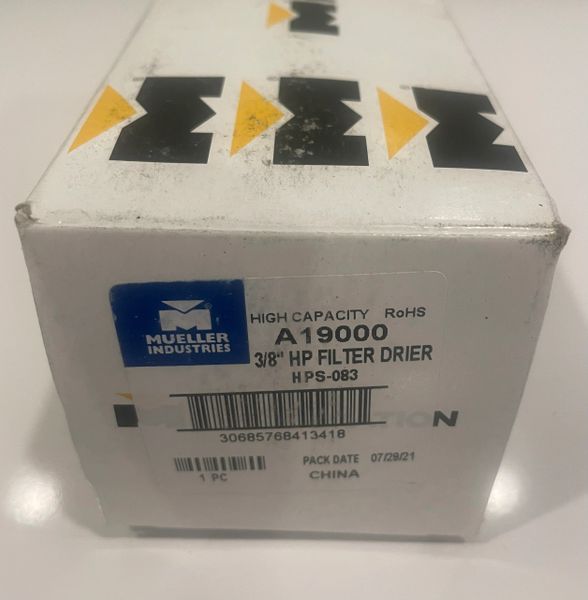 HIGH CAPACITY RoHS
MUELLER
INDUSTRIES
A19000
3/8" HP FILTER DRIER
HPS-083
30685768413418
1 PC
PACK DATE 07/29/21
CHINA